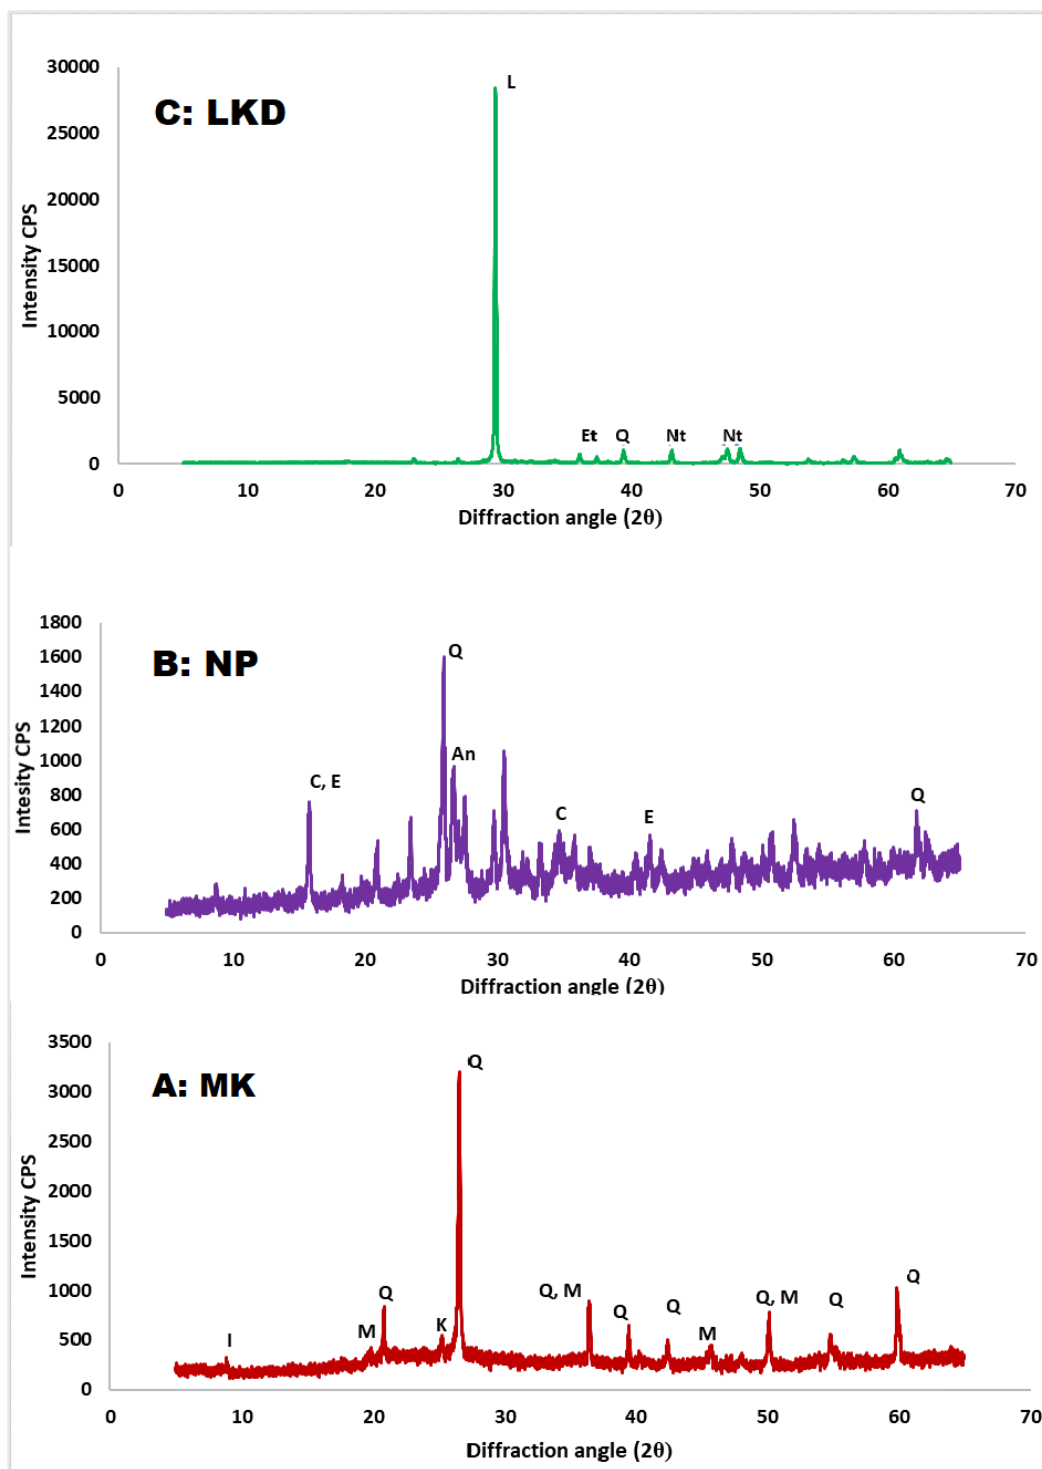 30000
L
C: LKD
25000
20000
15000
10000
5000
Et Q Nt Nt
0
0 10 20 30 40 50 60 70
Intensity CPS
Diffraction angle (2θ)
1800
B: NP
Q
1600
1400
1200
1000
An
800
C, E
C
E
Q
600
400
200
0
0 10 20 30 40 50 60 70
Intesity CPS
Diffraction angle (2θ)
3500
A: MK
Q
3000
2500
2000
1500
1000
Q
Q, M
Q
Q
Q, M
Q
Q
500
I
M
K
M
0
0 10 20 30 40 50 60 70
Intensity CPS
Diffraction angle (2θ)